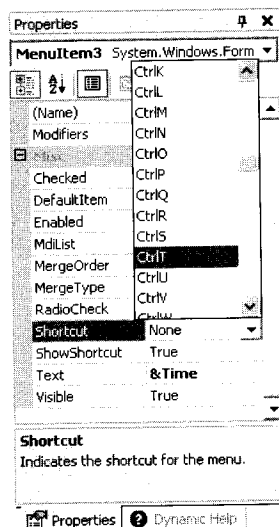 Properties
MenuItem3 System.Windows.Form
CtrlK
CtrlL
(Name) CtrlM
Modifiers CtrlN
Misc CtrlO
Checked CtrlP
DefaultItem CtrlQ
Enabled CtrlR
MdiList CtrlS
MergeOrder CtrlT
MergeType CtrlU
RadioCheck CtrlV
CtrlW
Shortcut None
ShowShortcut True
Text &Time
Visible True
Shortcut
Indicates the shortcut for the menu.
Properties Dynamic Help